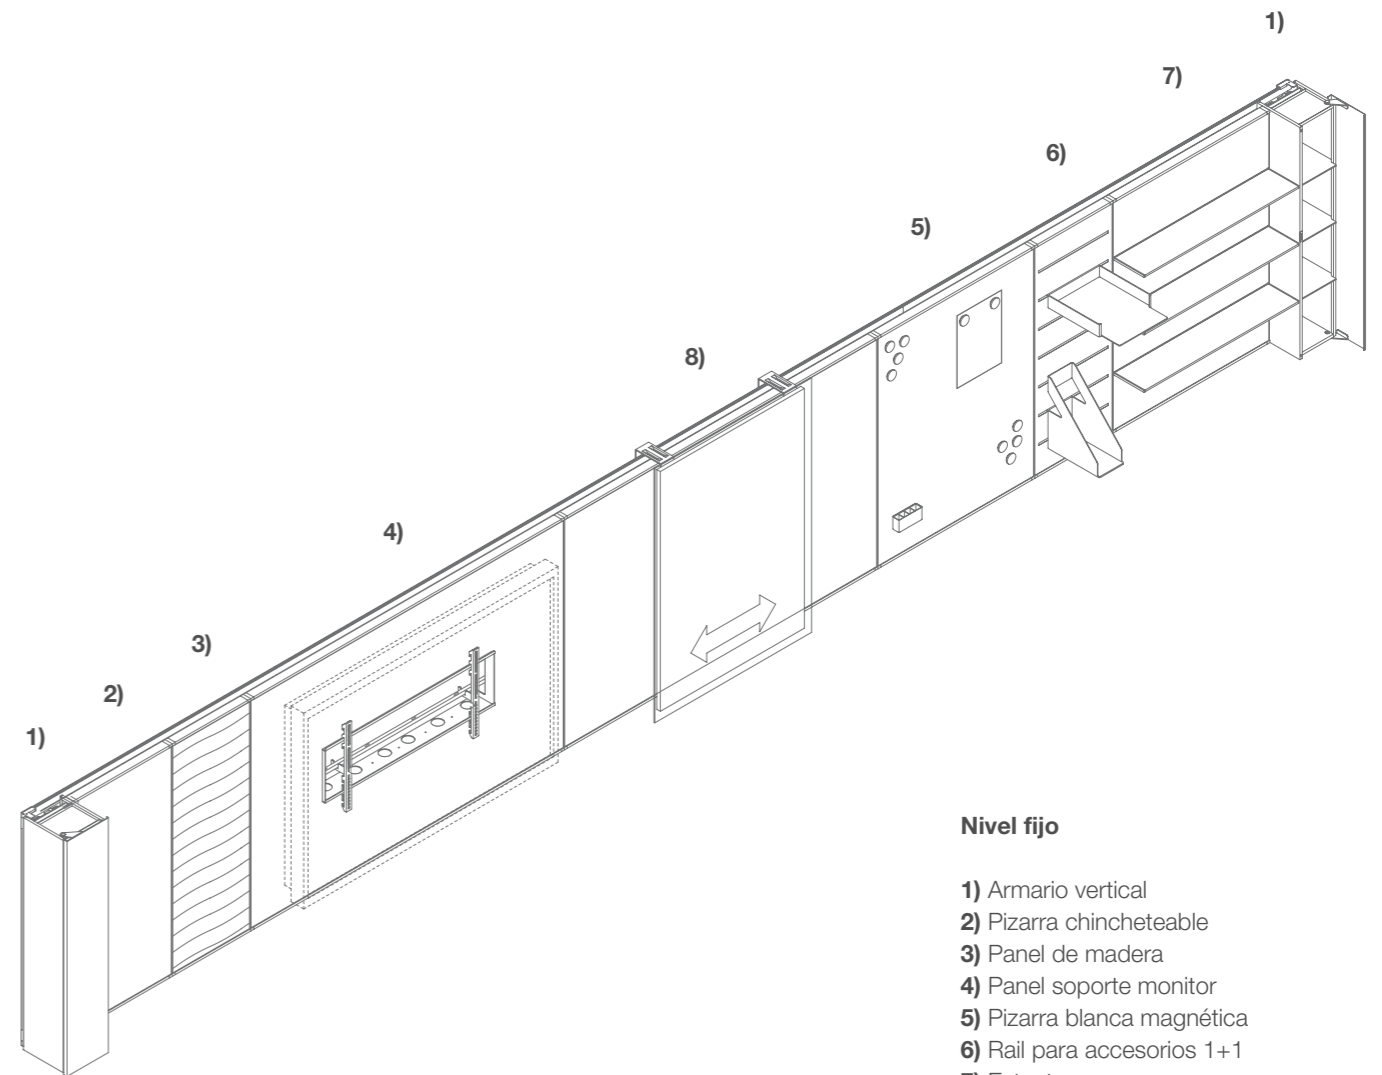 1)
7)
6)
5)
8)
4)
3)
2)
1)
Nivel fijo
1) Armario vertical
2) Pizarra chincheteable
3) Panel de madera
4) Panel soporte monitor
5) Pizarra blanca magnética
6) Rail para accesorios 1+1